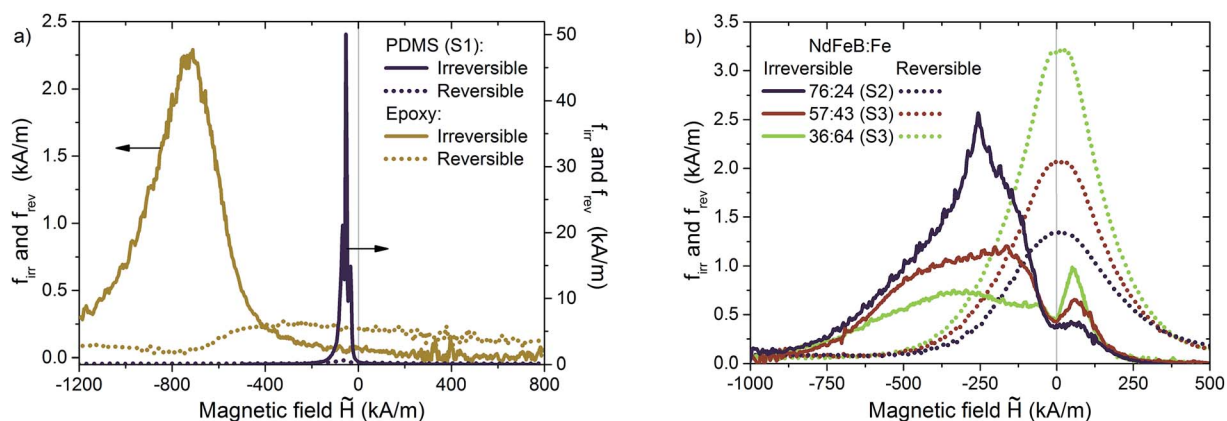 a)
f_irr and f_rev (kA/m)
2.5
2.0
1.5
1.0
0.5
0.0
-1200 -800 -400 0 400 800
Magnetic field H̃ (kA/m)
PDMS (S1):
Irreversible
Reversible
Epoxy:
Irreversible
Reversible
50
40
30
20
10
0
f_irr and f_rev (kA/m)
b)
f_irr and f_rev (kA/m)
3.5
3.0
2.5
2.0
1.5
1.0
0.5
0.0
-1000 -750 -500 -250 0 250 500
Magnetic field H̃ (kA/m)
NdFeB:Fe
Irreversible Reversible
76:24 (S2)
57:43 (S3)
36:64 (S3)